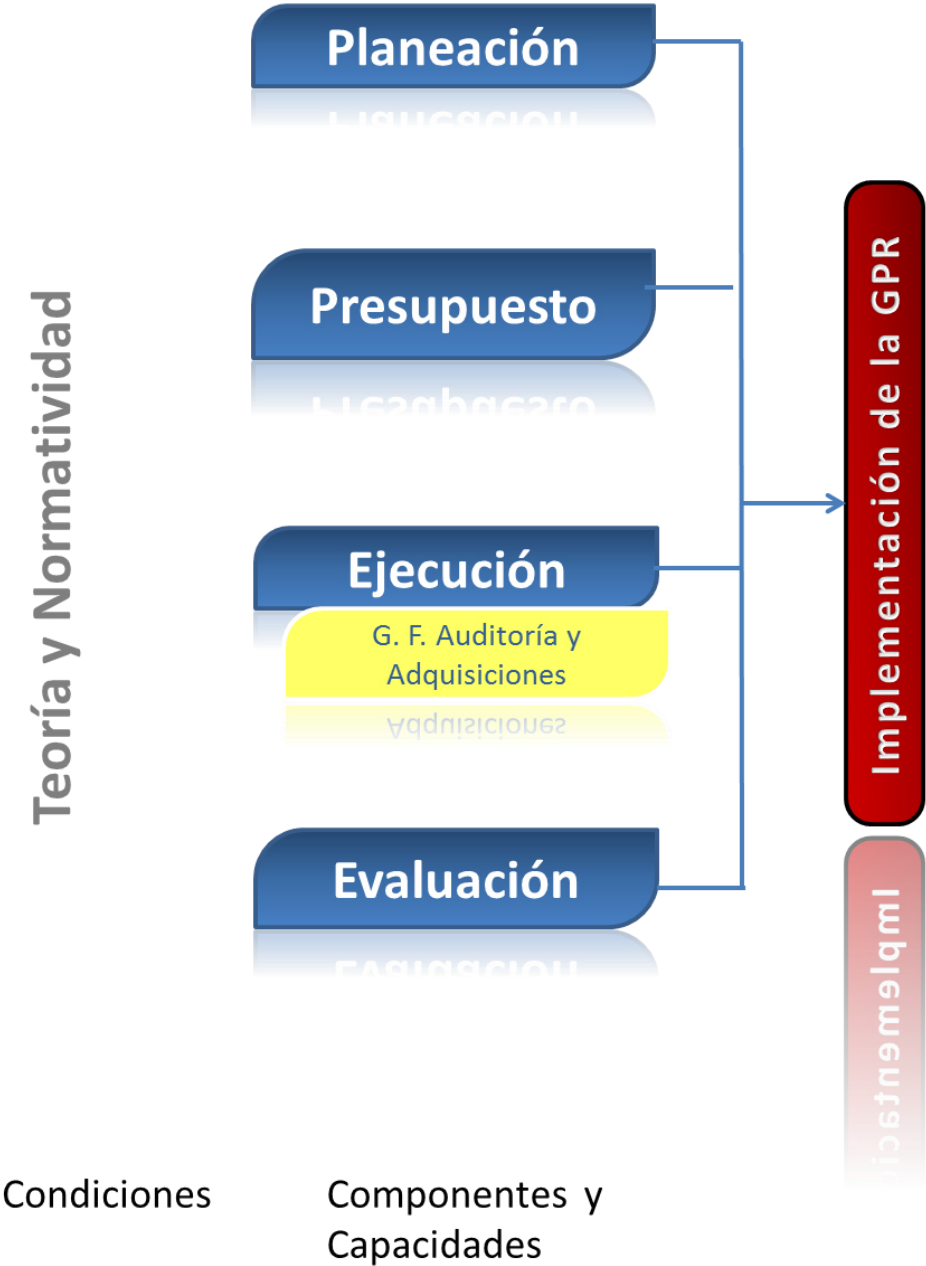 Planeación
Presupuesto
Teoría y Normatividad
Ejecución
G. F. Auditoría y
Adquisiciones
Evaluación
Implementación de la GPR
Condiciones
Componentes y
Capacidades